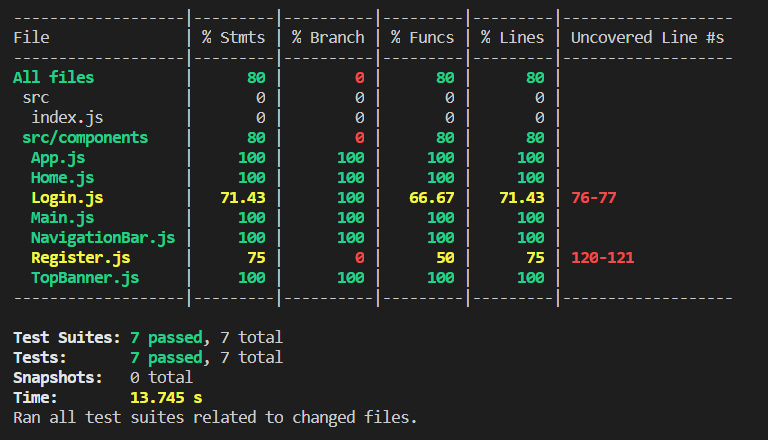 -------------------|---------|----------|---------|---------|-------------------
File               | % Stmts | % Branch | % Funcs | % Lines | Uncovered Line #s
-------------------|---------|----------|---------|---------|-------------------
All files          |      80 |        0 |      80 |      80 |
 src               |       0 |        0 |       0 |       0 |
  index.js         |       0 |        0 |       0 |       0 |
 src/components    |      80 |        0 |      80 |      80 |
  App.js           |     100 |      100 |     100 |     100 |
  Home.js          |     100 |      100 |     100 |     100 |
  Login.js         |   71.43 |      100 |   66.67 |   71.43 | 76-77
  Main.js          |     100 |      100 |     100 |     100 |
  NavigationBar.js |     100 |      100 |     100 |     100 |
  Register.js      |      75 |        0 |      50 |      75 | 120-121
  TopBanner.js     |     100 |      100 |     100 |     100 |
-------------------|---------|----------|---------|---------|-------------------
Test Suites: 7 passed, 7 total
Tests:       7 passed, 7 total
Snapshots:   0 total
Time:        13.745 s
Ran all test suites related to changed files.